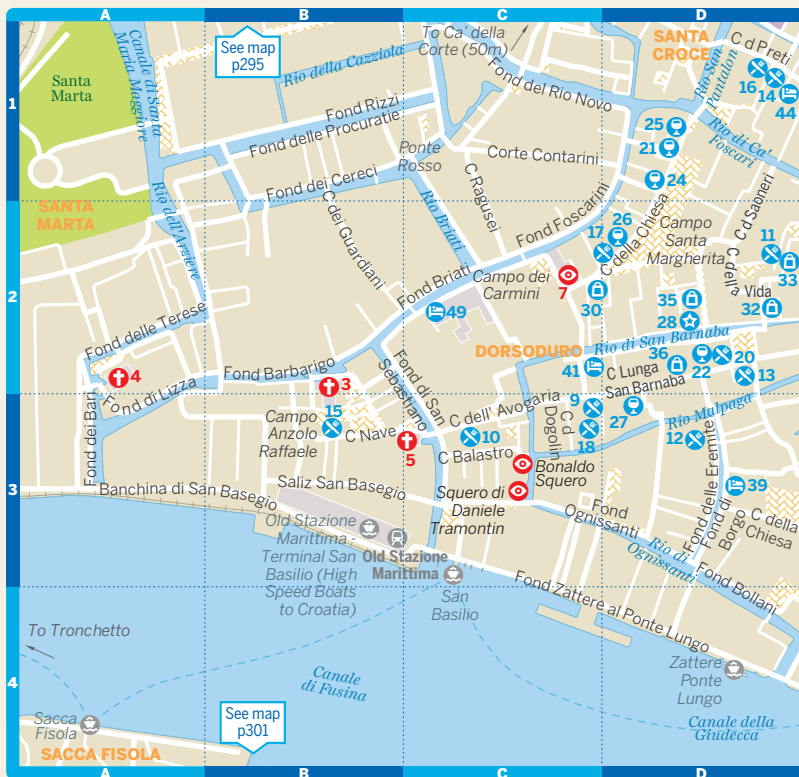 A
B
C
D
1
2
3
4
See map
p295
To Ca' della
Corte (50m)
SANTA
CROCE
C d Preti
Santa
Marta
Canale di Santa
Maria Maggiore
Rio della Cazziola
Fond del Rio Novo
Rio San
Pantalon
16
14
44
Fond Rizzi
Fond delle Procuratie
Ponte
Rosso
Corte Contarini
25
21
Rio di Ca'
Foscari
24
Fond dei Cereci
C Ragusei
Rio Briati
Fond Foscarini
SANTA
MARTA
Rio dell'Arziere
C dei Guardiani
17
26
C della Chiesa
Campo
Santa
Margherita
C d Saoneri
11
33
Campo dei
Carmini
7
30
C della
Vida
32
Fond Briati
49
35
28
Fond delle Terese
DORSODURO
Rio di San Barnaba
4
Fond Barbarigo
3
41
C Lunga
San Barnaba
36
22
20
13
Fond di Lizza
Fond dei Bari
Fond di San
Sebastiano
15
Campo
Anzolo
Raffaele
C Nave
5
C dell' Avogaria
10
C Balastro
C d
Dogolin
9
18
27
Rio Malpaga
12
Bonaldo
Squero
39
Banchina di San Basegio
Saliz San Basegio
Squero di
Daniele
Tramontin
Fond
Ognissanti
Fond delle Eremite
Fond di
Borgo
C della
Chiesa
Old Stazione
Marittima -
Terminal San
Basilio (High
Speed Boats
to Croatia)
Old Stazione
Marittima
San
Basilio
Rio di
Ognissanti
Fond Bollani
Fond Zattere al Ponte Lungo
To Tronchetto
Canale
di Fusina
Zattere
Ponte
Lungo
See map
p301
Sacca
Fisola
SACCA FISOLA
Canale della
Giudecca
A
B
C
D